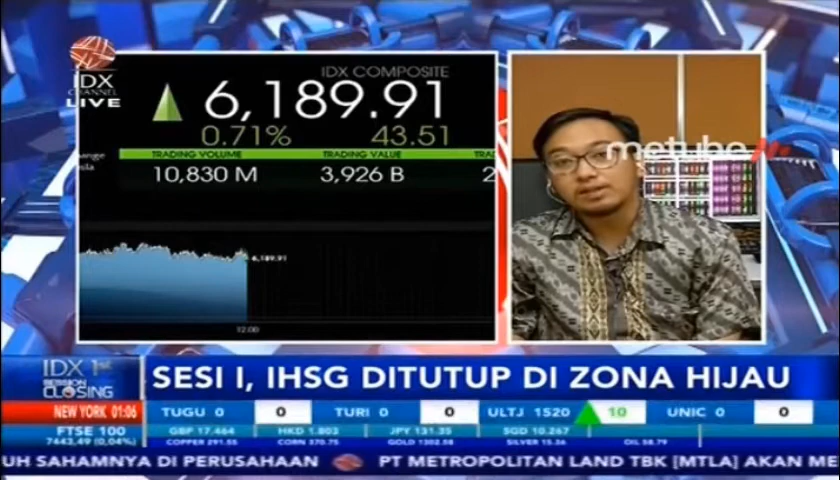 IDX
CHANNEL
LIVE
IDX COMPOSITE
6,189.91
0.71% 43.51
TRADING VOLUME TRADING VALUE
10,830 M 3,926 B 2
6,189.91
12.00
metube
IDX 1st
SESSION
CLOSING
SESI I, IHSG DITUTUP DI ZONA HIJAU
NEW YORK 01:06
TUGU 0 0 TURI 0 0 ULTJ 1520 10 UNIC 0 0
FTSE 100
7443,49 (0,04%)
GBP 17.464 HKD 1.803 JPY 131.35 SGD 10.267
COPPER 291.55 CORN 370.75 GOLD 1302.58 SILVER 15.36 OIL 58.79
UH SAHAMNYA DI PERUSAHAAN PT METROPOLITAN LAND TBK [MTLA] AKAN ME